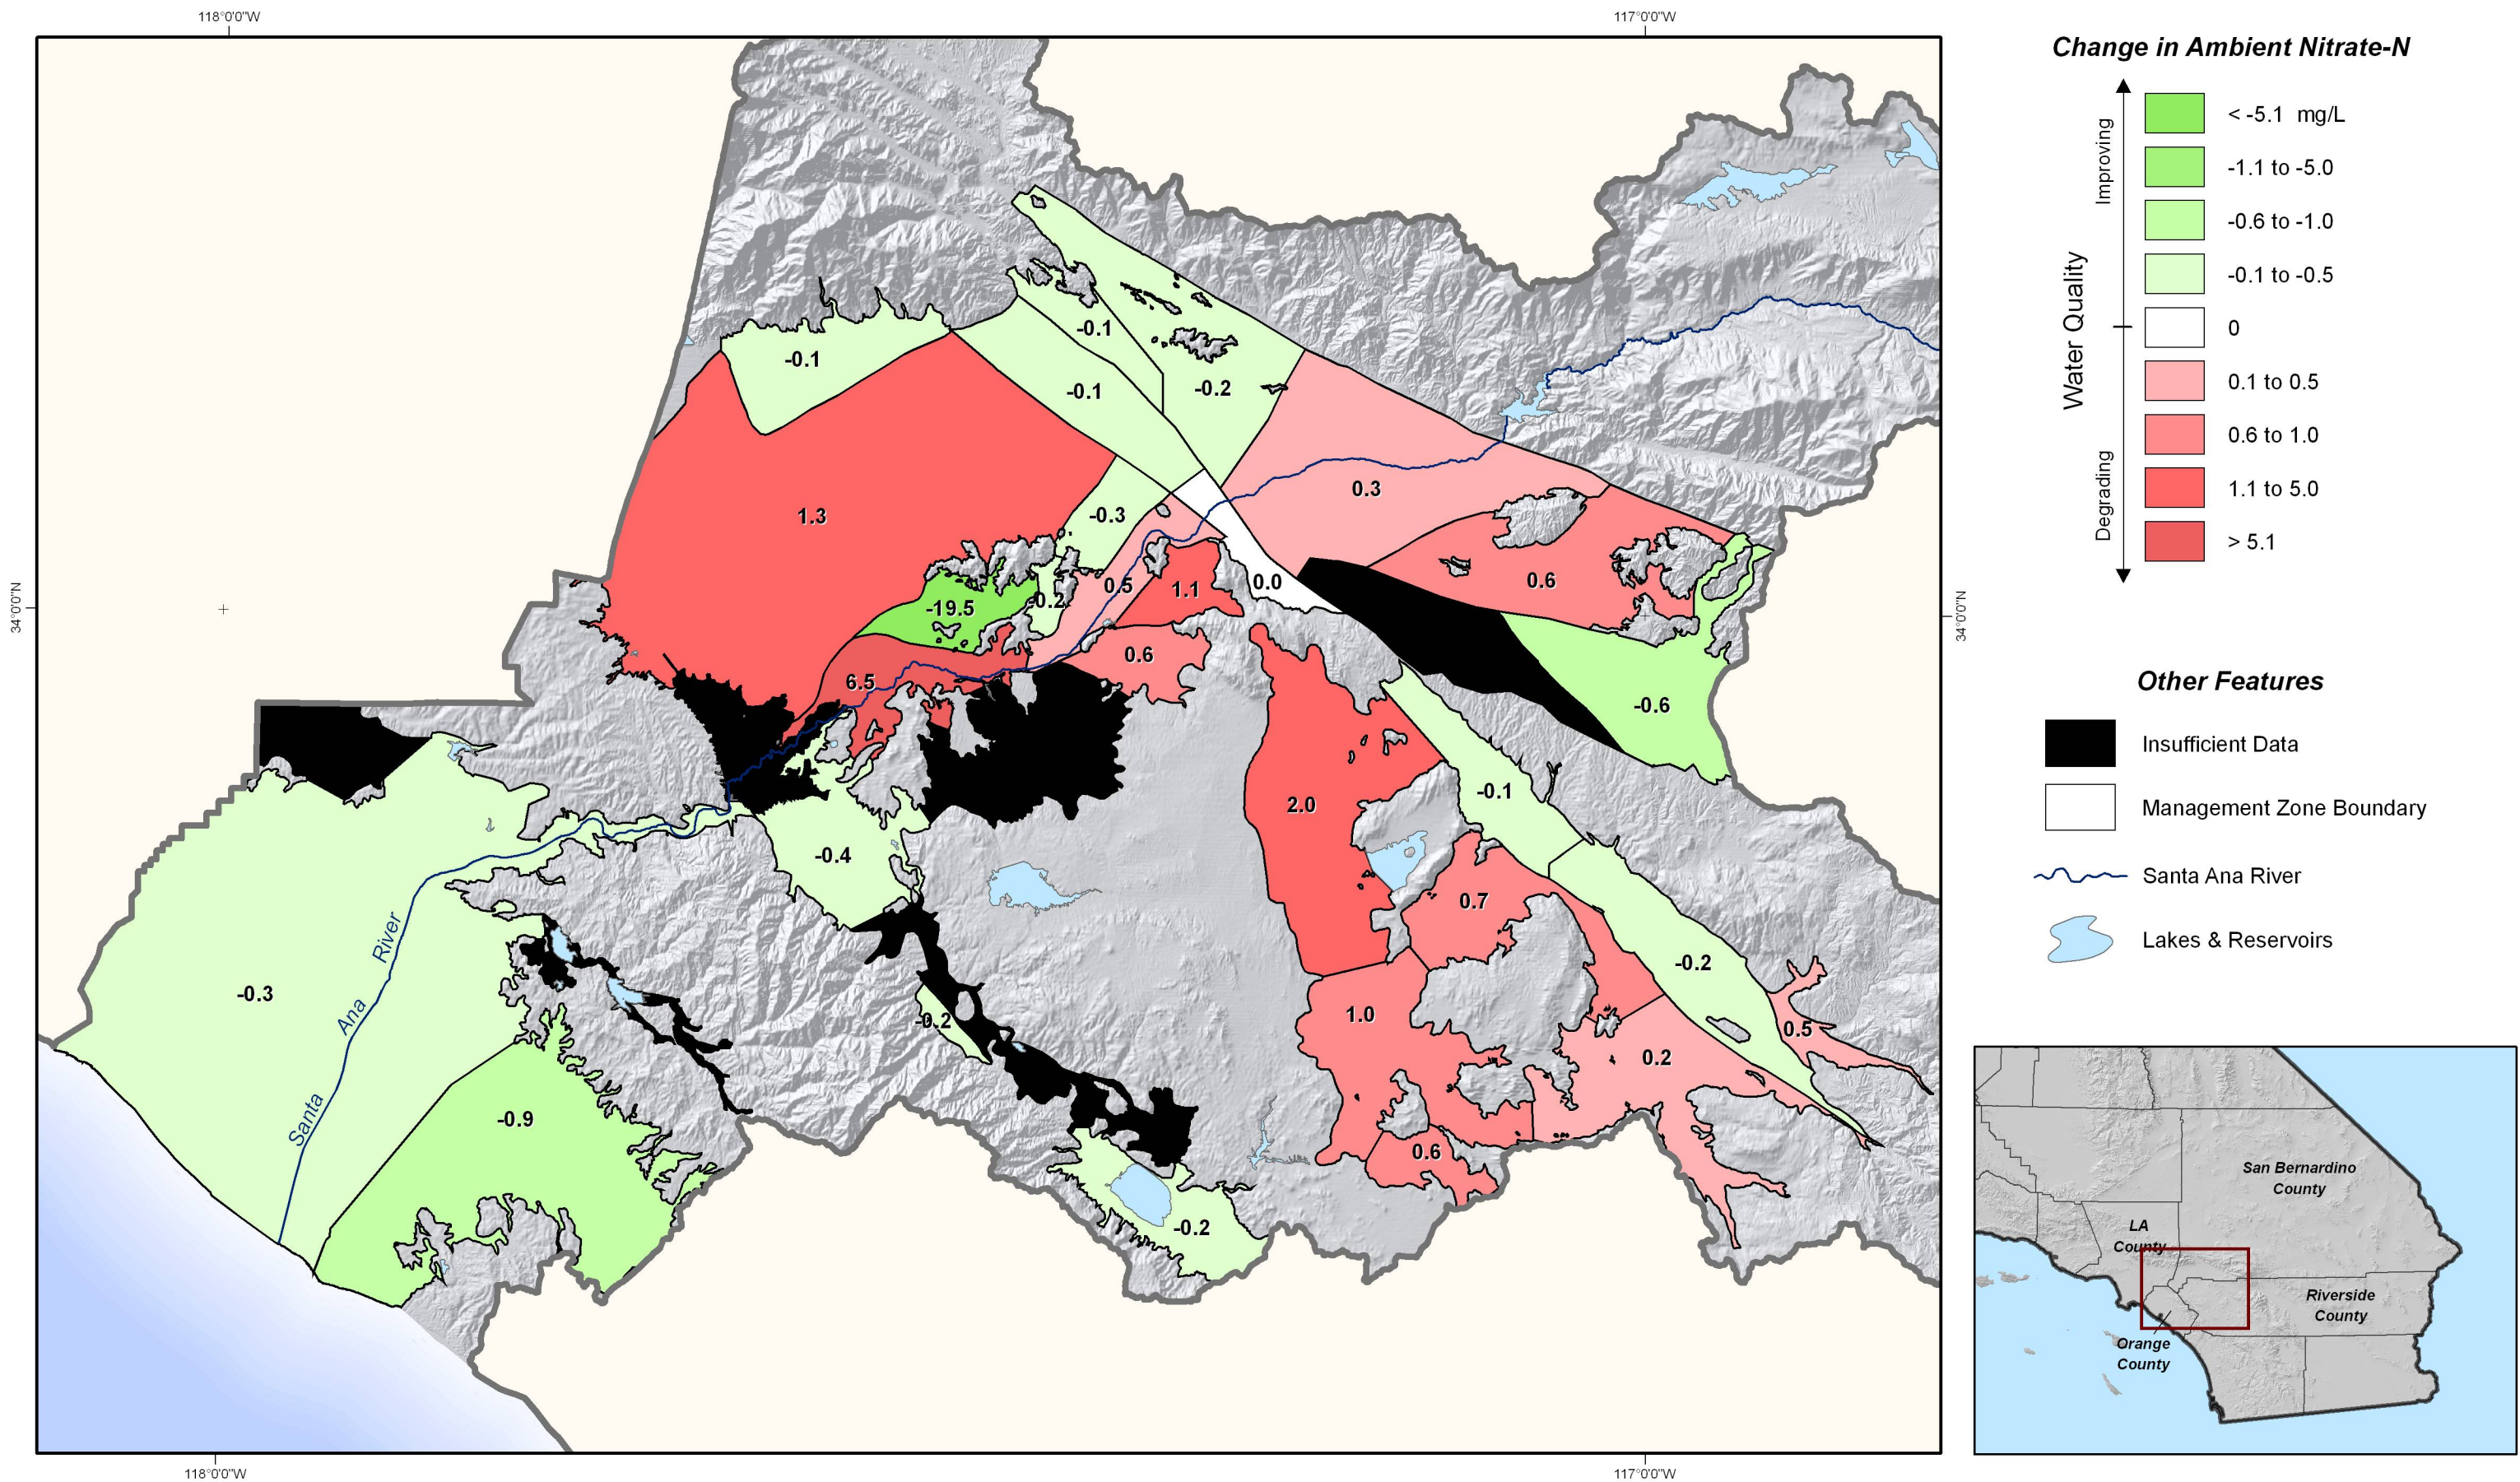 118°0'0"W
117°0'0"W
34°0'0"N
34°0'0"N
118°0'0"W
117°0'0"W
-0.1
-0.1
-0.1
-0.2
1.3
-0.3
0.3
0.5
1.1
0.0
0.6
-19.5
-0.2
0.6
6.5
-0.6
2.0
-0.1
-0.4
0.7
-0.3
-0.2
-0.2
1.0
0.5
0.2
-0.9
0.6
-0.2
Santa Ana River
Change in Ambient Nitrate-N
Water Quality
Improving
Degrading
< -5.1 mg/L
-1.1 to -5.0
-0.6 to -1.0
-0.1 to -0.5
0
0.1 to 0.5
0.6 to 1.0
1.1 to 5.0
> 5.1
Other Features
Insufficient Data
Management Zone Boundary
Santa Ana River
Lakes & Reservoirs
San Bernardino
County
LA
County
Riverside
County
Orange
County